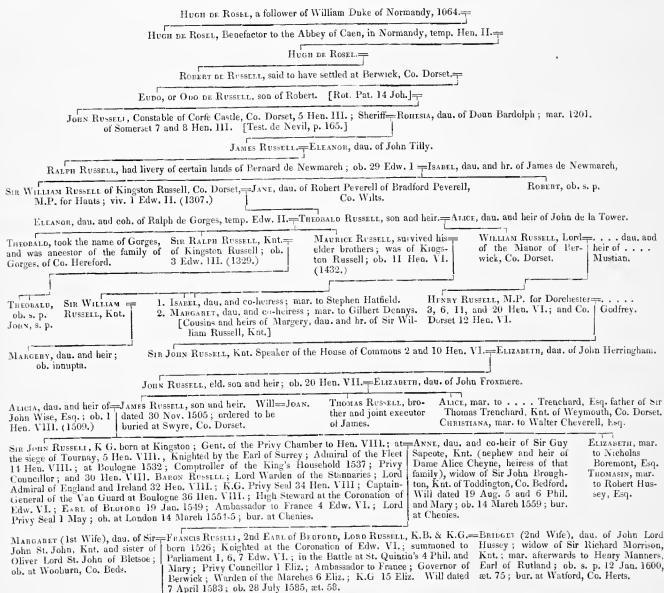 HUGH DE ROSEL, a follower of William Duke of Normandy, 1064.
HUGH DE ROSEL, Benefactor to the Abbey of Caen, in Normandy, temp. Hen. II.
HUGH DE ROSEL.
ROBERT DE RUSSELL, said to have settled at Berwick, Co. Dorset.
EUDO, or ODO DE RUSSELL, son of Robert. [Rot. Pat. 14 Joh.]
JOHN RUSSELL, Constable of Corfe Castle, Co. Dorset, 5 Hen. III.; Sheriff of Somerset 7 and 8 Hen. III. [Test. de Nevil, p. 165.]
ROHESIA, dau. of Doun Bardolph; mar. 1201.
JAMES RUSSELL. ELEANOR, dau. of John Tilly.
RALPH RUSSELL, had livery of certain lands of Bernard de Newmarch; ob. 29 Edw. I
ISABEL, dau. and hr. of James de Newmarch,
SIR WILLIAM RUSSELL of Kingston Russell, Co. Dorset,
M.P. for Hants; viv. 1 Edw. II. (1307.)
JANE, dau. of Robert Peverell of Bradford Peverell,
Co. Wilts.
ROBERT, ob. s. p.
ELEANOR, dau. and coh. of Ralph de Gorges, temp. Edw. II.
THEOBALD RUSSELL, son and heir.
ALICE, dau. and heir of John de la Tower.
THEOBALD, took the name of Gorges,
and was ancestor of the family of
Gorges, of Co. Hereford.
SIR RALPH RUSSELL, Knt.
of Kingston Russell; ob.
3 Edw. III. (1329.)
MAURICE RUSSELL, survived his
elder brothers; was of Kings-
ton Russell; ob. 11 Hen. VI.
(1432.)
WILLIAM RUSSELL, Lord
of the Manor of Ber-
wick, Co. Dorset.
. . . . dau. and
heir of . . . .
Mustian.
THEOBALD,
ob. s. p.
JOHN, s. p.
SIR WILLIAM
RUSSELL, Knt.
1. ISABEL, dau. and co-heiress; mar. to Stephen Hatfield.
2. MARGARET, dau. and co-heiress; mar. to Gilbert Dennys.
[Cousins and heirs of Margery, dau. and hr. of Sir Wil-
liam Russell, Knt.]
HENRY RUSSELL, M.P. for Dorchester
3, 6, 11, and 20 Hen. VI.; and Co.
Dorset 12 Hen. VI.
. . . . .
Godfrey.
MARGERY, dau. and heir;
ob. innupta.
SIR JOHN RUSSELL, Knt. Speaker of the House of Commons 2 and 10 Hen. VI.
ELIZABETH, dau. of John Herringham.
JOHN RUSSELL, eld. son and heir; ob. 20 Hen. VII.
ELIZABETH, dau. of John Froxmere.
ALICIA, dau. and heir of
John Wise, Esq.; ob. 1
Hen. VIII. (1509.)
JAMES RUSSELL, son and heir. Will
dated 30 Nov. 1505; ordered to be
buried at Swyre, Co. Dorset.
JOAN.
THOMAS RUSSELL, bro-
ther and joint executor
of James.
ALICE, mar. to . . . . Trenchard, Esq. father of Sir
Thomas Trenchard, Knt. of Weymouth, Co. Dorset.
CHRISTIANA, mar. to Walter Cheverell, Esq.
SIR JOHN RUSSELL, K G. born at Kingston; Gent. of the Privy Chamber to Hen. VIII.; at
the siege of Tournay, 5 Hen. VIII., Knighted by the Earl of Surrey; Admiral of the Fleet
14 Hen. VIII.; at Boulogne 1532; Comptroller of the King's Household 1537; Privy
Councillor; and 30 Hen. VIII. BARON RUSSELL; Lord Warden of the Stannaries; Lord
Admiral of England and Ireland 32 Hen. VIII.; K.G. Privy Seal 34 Hen. VIII; Captain-
General of the Van Guard at Boulogne 36 Hen. VIII.; High Steward at the Coronation of
Edw. VI.; EARL OF BEDFORD 19 Jan. 1549; Ambassador to France 4 Edw. VI.; Lord
Privy Seal 1 May; ob. at London 14 March 1554-5; bur. at Chenies.
ANNE, dau. and co-heir of Sir Guy
Sapcote, Knt. (nephew and heir of
Dame Alice Cheyne, heiress of that
family), widow of Sir John Brough-
ton, Knt. of Toddington, Co. Bedford.
Will dated 19 Aug. 5 and 6 Phil.
and Mary; ob. 14 March 1559; bur.
at Chenies.
ELIZABETH, mar.
to Nicholas
Boremont, Esq.
THOMASIN, mar.
to Robert Hus-
sey, Esq.
MARGARET (1st Wife), dau. of Sir
John St. John, Knt. and sister of
Oliver Lord St. John of Bletsoe;
ob. at Wooburn, Co. Beds.
FRANCIS RUSSELL, 2nd EARL OF BEDFORD, LORD RUSSELL, K.B. & K.G.
born 1526; Knighted at the Coronation of Edw. VI.; summoned to
Parliament 1, 6, 7 Edw. VI.; in the Battle at St. Quintin's 4 Phil. and
Mary; Privy Councillor 1 Eliz.; Ambassador to France; Governor of
Berwick; Warden of the Marches 6 Eliz.; K.G 15 Eliz. Will dated
7 April 1583; ob. 28 July 1585, æt. 58.
BRIDGET (2nd Wife), dau. of John Lord
Hussey; widow of Sir Richard Morrison,
Knt.; mar. afterwards to Henry Manners,
Earl of Rutland; ob. s. p. 12 Jan. 1600,
æt. 75; bur. at Watford, Co. Herts.